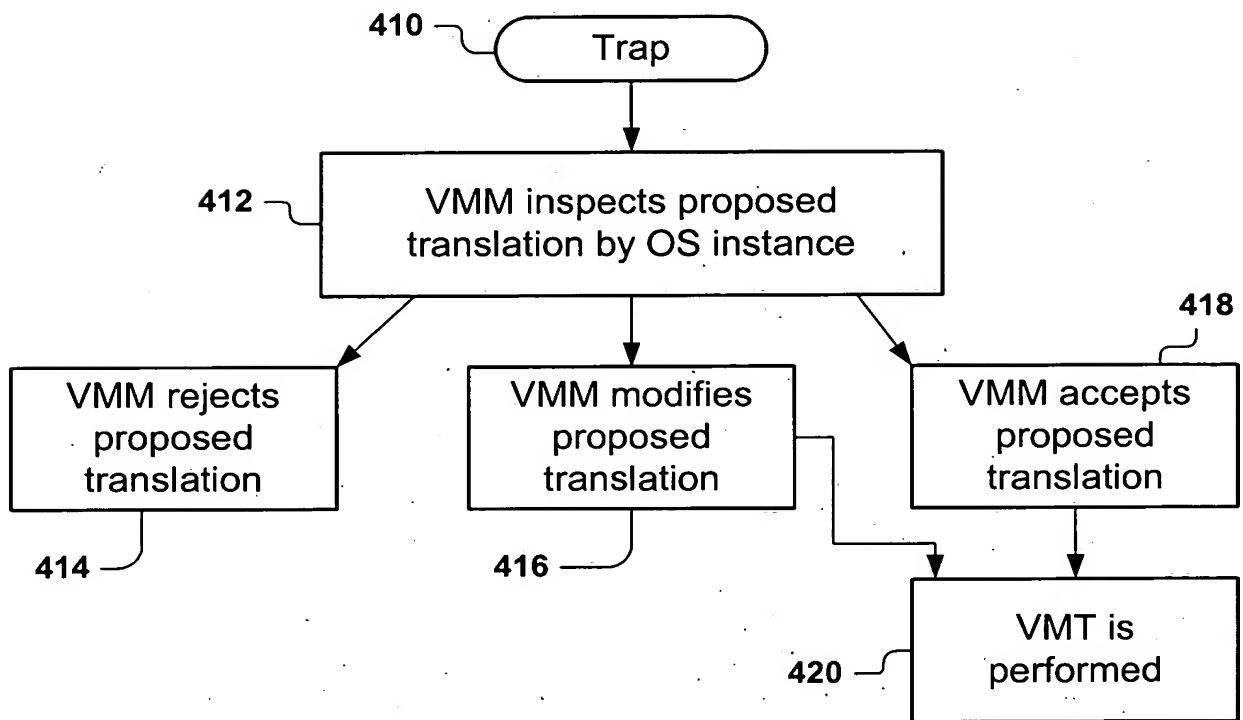 410
Trap
412
VMM inspects proposed
translation by OS instance
418
VMM rejects
proposed
translation
VMM modifies
proposed
translation
VMM accepts
proposed
translation
414
416
VMT is
performed
420